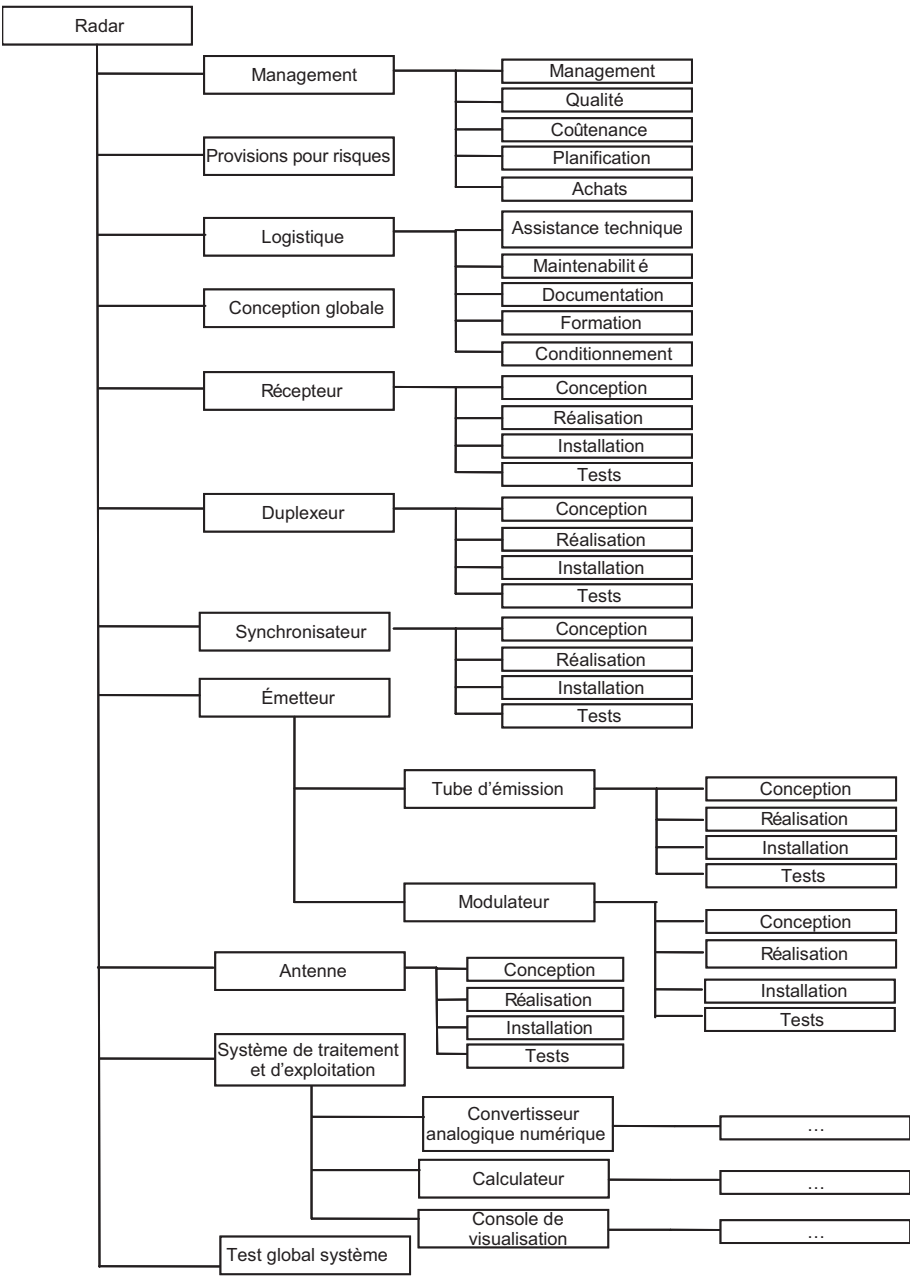 Radar
Management
Management
Qualité
Coûtenance
Planification
Achats
Provisions pour risques
Logistique
Assistance technique
Maintenabilit é
Documentation
Formation
Conditionnement
Conception globale
Récepteur
Conception
Réalisation
Installation
Tests
Duplexeur
Conception
Réalisation
Installation
Tests
Synchronisateur
Conception
Réalisation
Installation
Tests
Émetteur
Tube d’émission
Conception
Réalisation
Installation
Tests
Modulateur
Conception
Réalisation
Installation
Tests
Antenne
Conception
Réalisation
Installation
Tests
Système de traitement
et d'exploitation
Convertisseur
analogique numérique
…
Calculateur
…
Console de
visualisation
…
Test global système